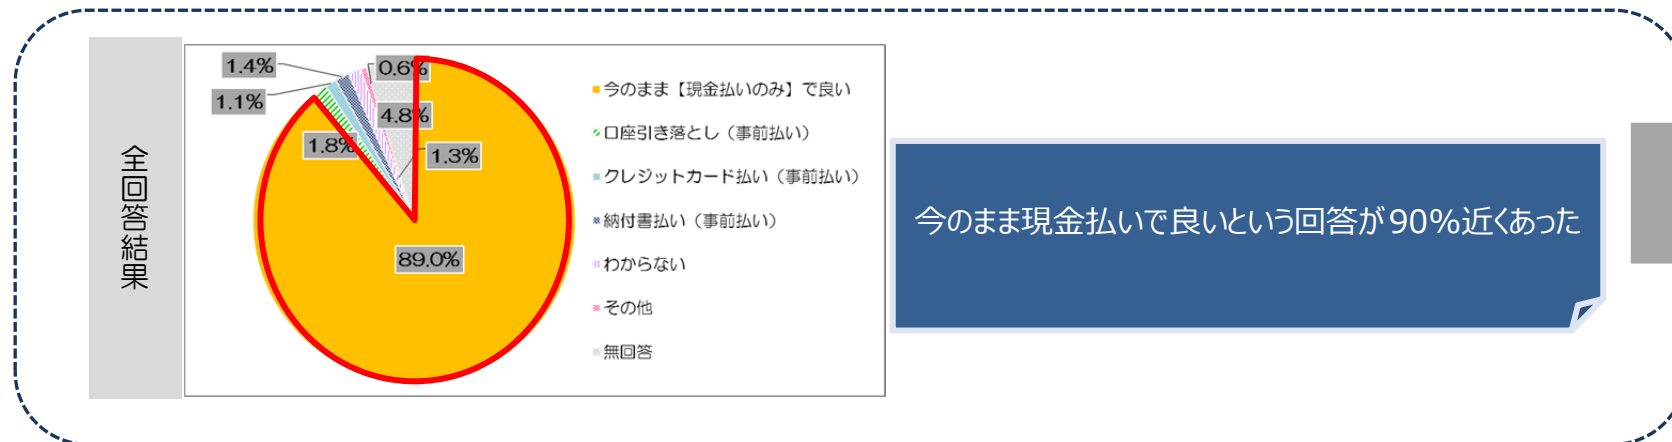 全回答結果
1.4%
0.6%
1.1%
4.8%
1.8%
1.3%
89.0%
今のまま【現金払いのみ】で良い
口座引き落とし（事前払い）
クレジットカード払い（事前払い）
納付書払い（事前払い）
わからない
その他
無回答
今のまま現金払いで良いという回答が90%近くあった